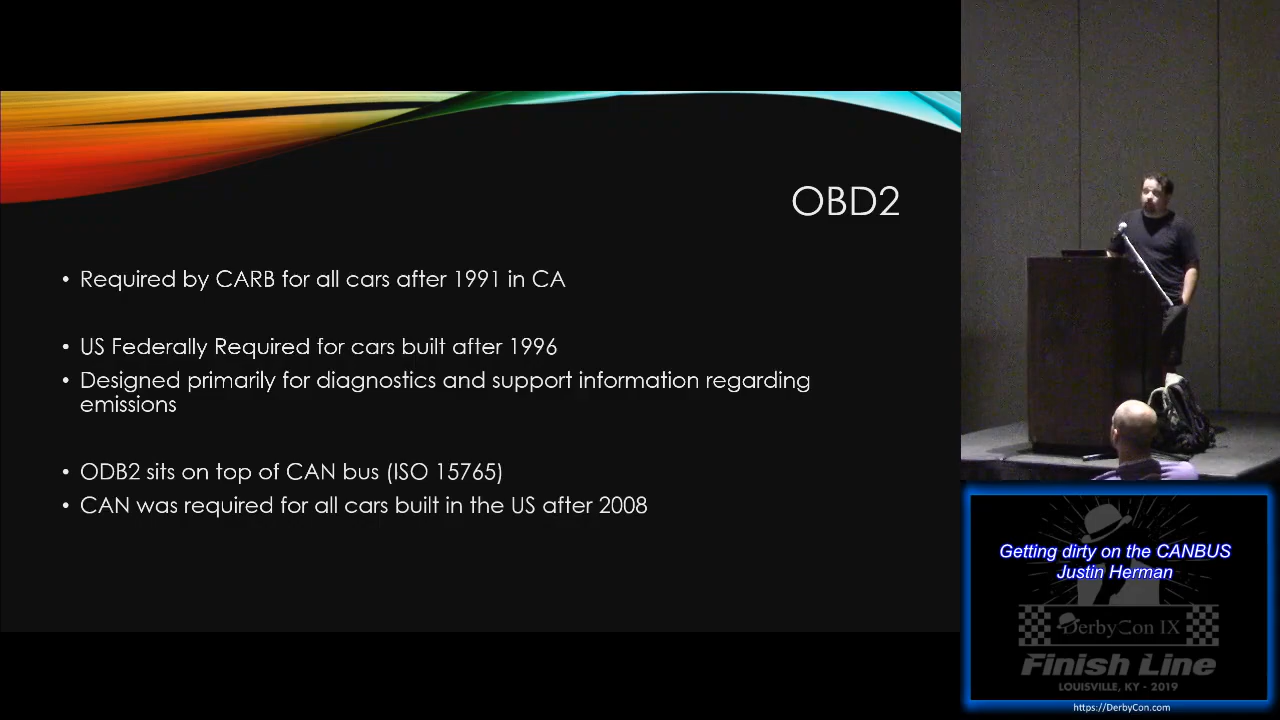 OBD2
• Required by CARB for all cars after 1991 in CA
• US Federally Required for cars built after 1996
• Designed primarily for diagnostics and support information regarding
emissions
• ODB2 sits on top of CAN bus (ISO 15765)
• CAN was required for all cars built in the US after 2008
Getting dirty on the CANBUS
Justin Herman
DerbyCon IX
Finish Line
LOUISVILLE, KY - 2019
https://DerbyCon.com